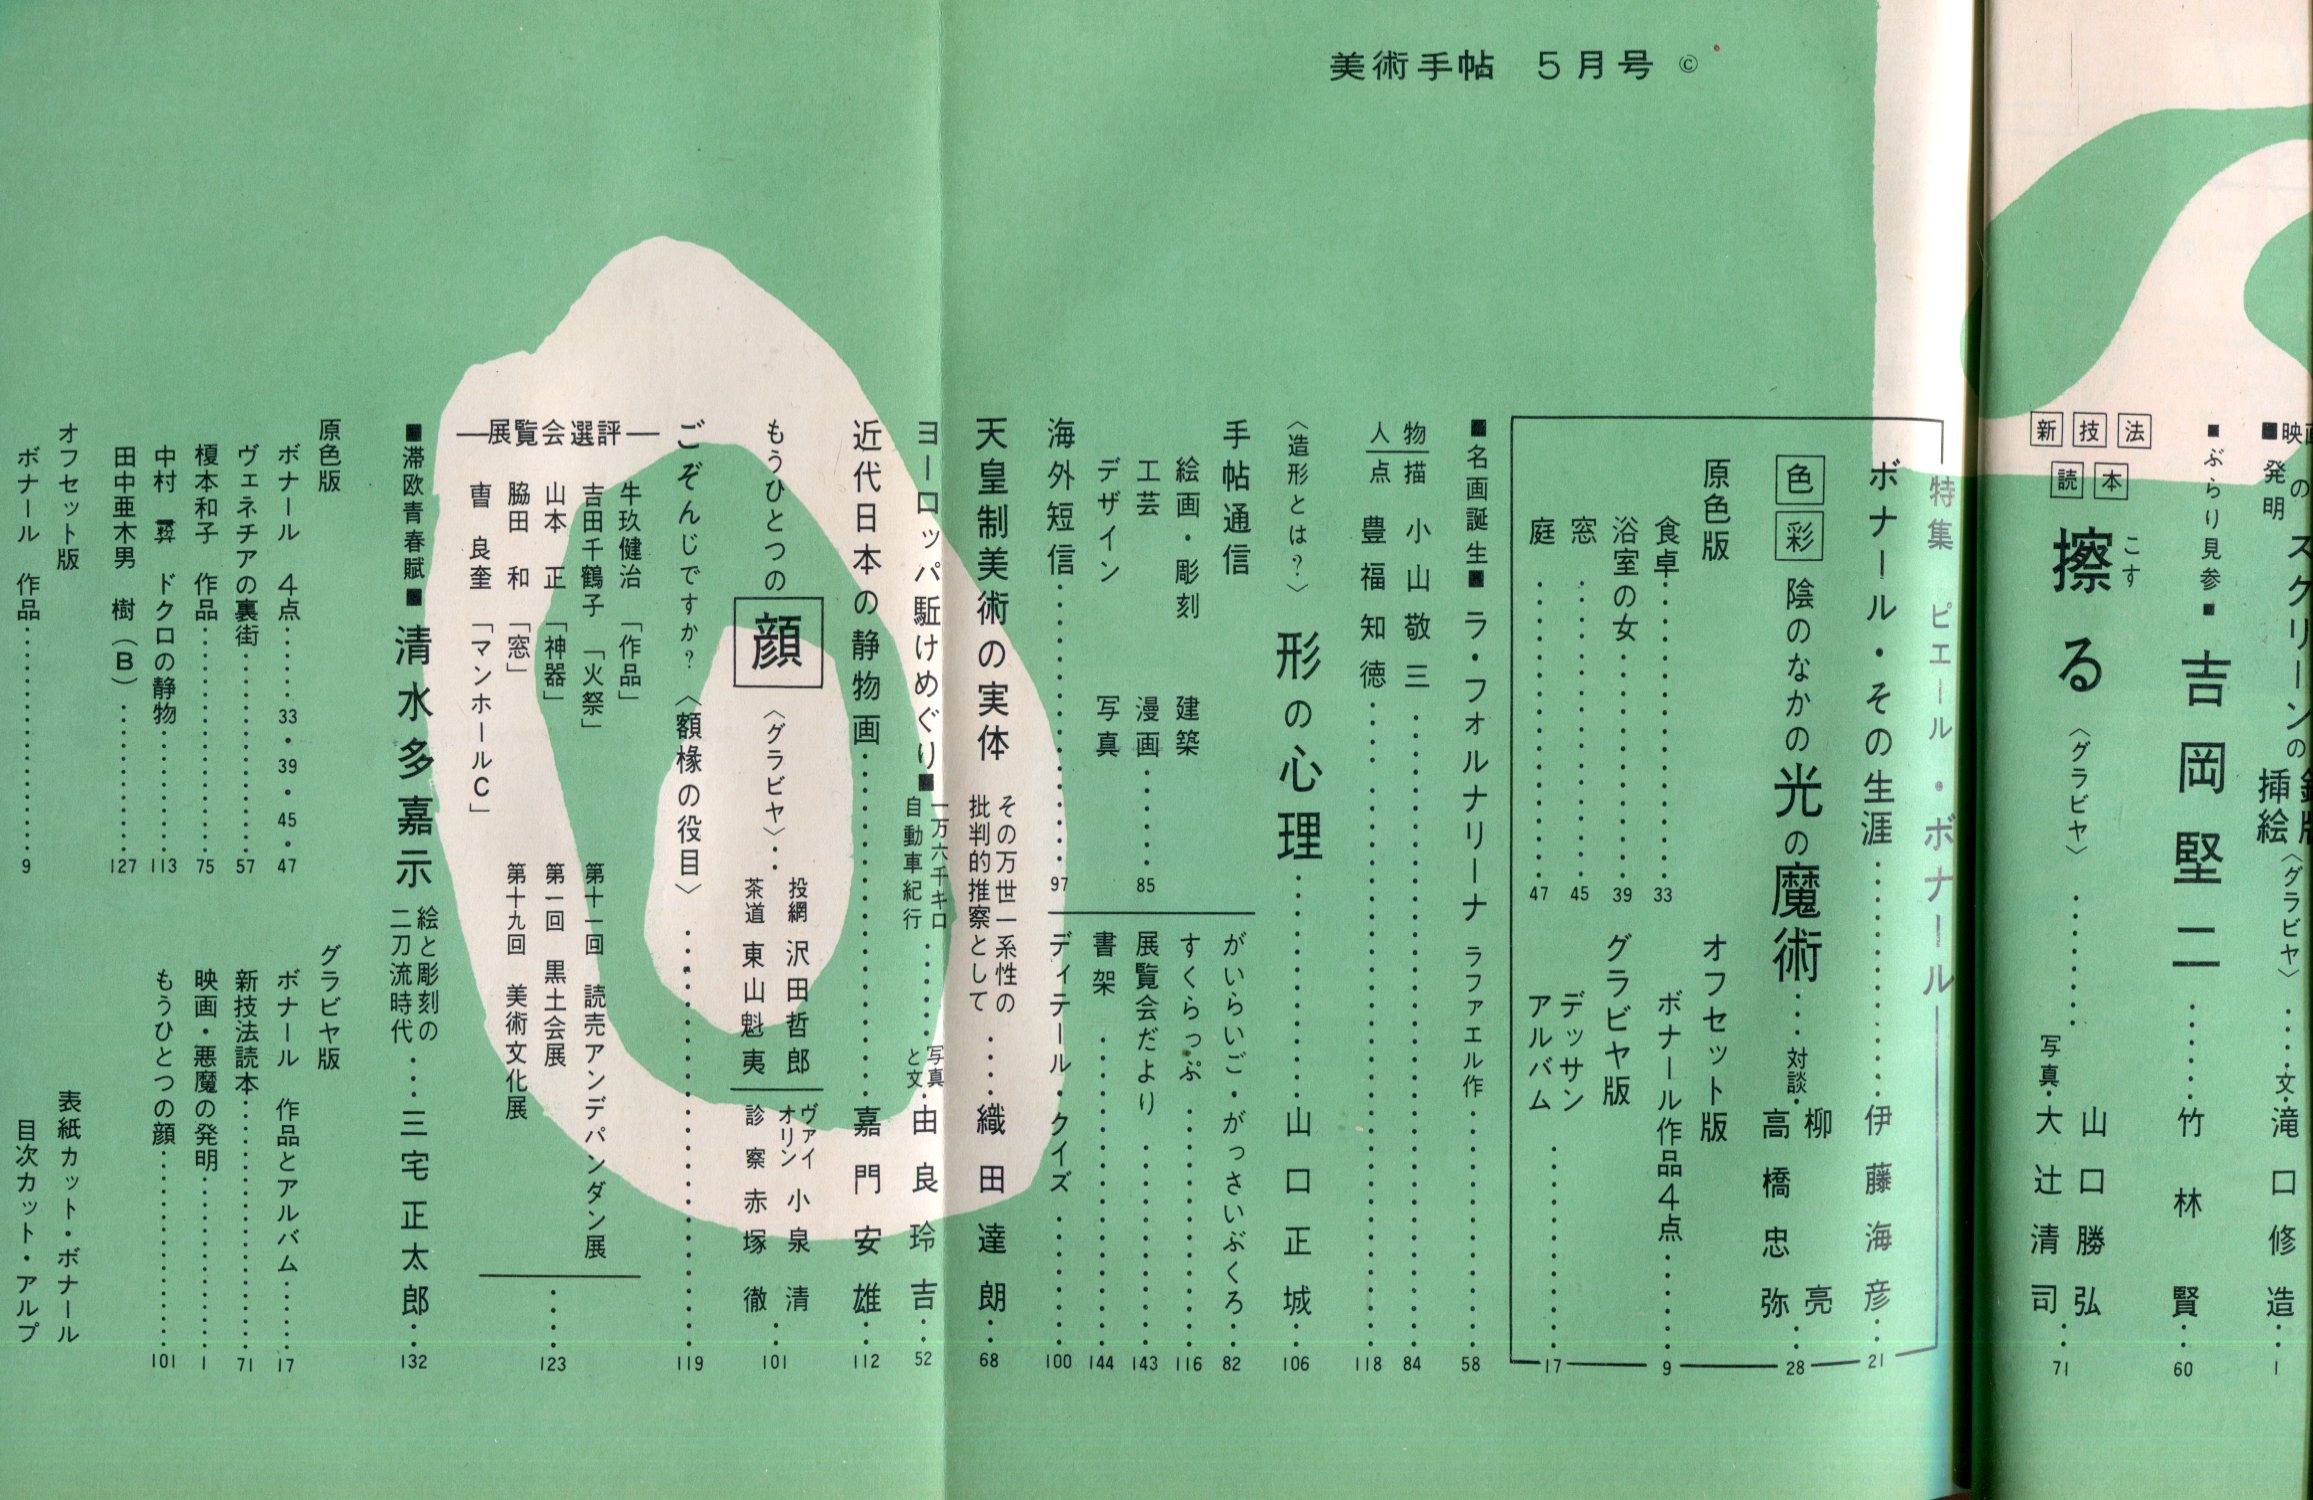 美術手帖　5月号 ©
■映画
の発明
スクリーンの
挿絵〈グラビヤ〉‥‥‥文・滝口修造‥1
■ぶらり見参■ 吉岡堅二‥‥‥‥竹林 賢‥60
新技法読本
擦る
こす
〈グラビヤ〉‥‥‥‥
写真・
山口勝弘
大辻清司‥71
特集 ピエール・ボナール
ボナール・その生涯‥‥‥‥伊藤海彦‥21
色彩 陰のなかの光の魔術‥‥対談・
柳 亮
高橋忠弥‥28
原色版
食卓‥‥‥‥33
浴室の女‥‥‥‥39
窓‥‥‥‥45
庭‥‥‥‥47
オフセット版
ボナール作品4点‥‥‥9
グラビヤ版
デッサン
アルバム‥‥‥‥17
■名画誕生■ ラ・フォルナリーナ ラファエル作‥‥‥‥58
人物
点描
小山敬三‥‥‥‥84
豊福知徳‥‥‥‥118
〈造形とは?〉 形の心理‥‥‥‥山口正城‥106
手帖通信
絵画・彫刻 建築
工芸 漫画‥‥‥85
デザイン 写真
海外短信‥‥‥‥97
がいらいご・がっさいぶくろ‥82
すくらっぷ‥‥‥‥116
展覧会だより‥‥‥‥143
書架‥‥‥‥144
ディテール・クイズ‥‥‥‥100
天皇制美術の実体
その万世一系性の
批判的推察として‥‥織田達朗‥68
ヨーロッパ駈けめぐり■
一万六千キロ
自動車紀行‥‥‥
写真
と文・由良玲吉‥52
近代日本の静物画‥‥‥‥嘉門安雄‥112
もうひとつの 顔 〈グラビヤ〉‥
投網 沢田哲郎
茶道 東山魁夷
ヴァイ
オリン 小泉 清
診察 赤塚 徹‥101
ごぞんじですか?〈額椽の役目〉‥‥‥‥119
―展覧会選評―
牛玖健治「作品」
吉田千鶴子「火祭」
山本 正「神器」
脇田 和「窓」
曹 良奎「マンホールC」
第十一回 読売アンデパンダン展
第一回 黒土会展
第十九回 美術文化展
‥‥123
■滞欧青春賦■ 清水多嘉示
絵と彫刻の
二刀流時代‥‥三宅正太郎‥132
原色版
ボナール 4点‥‥‥33・39・45・47
ヴェネチアの裏街‥‥‥‥57
榎本和子 作品‥‥‥‥75
中村 彝 ドクロの静物‥‥‥113
田中亜木男 樹(B)‥‥‥127
オフセット版
ボナール 作品‥‥‥‥9
グラビヤ版
ボナール 作品とアルバム‥‥17
新技法読本‥‥‥‥71
映画・悪魔の発明‥‥‥‥1
もうひとつの顔‥‥‥‥101
表紙カット・ボナール
目次カット・アルプ